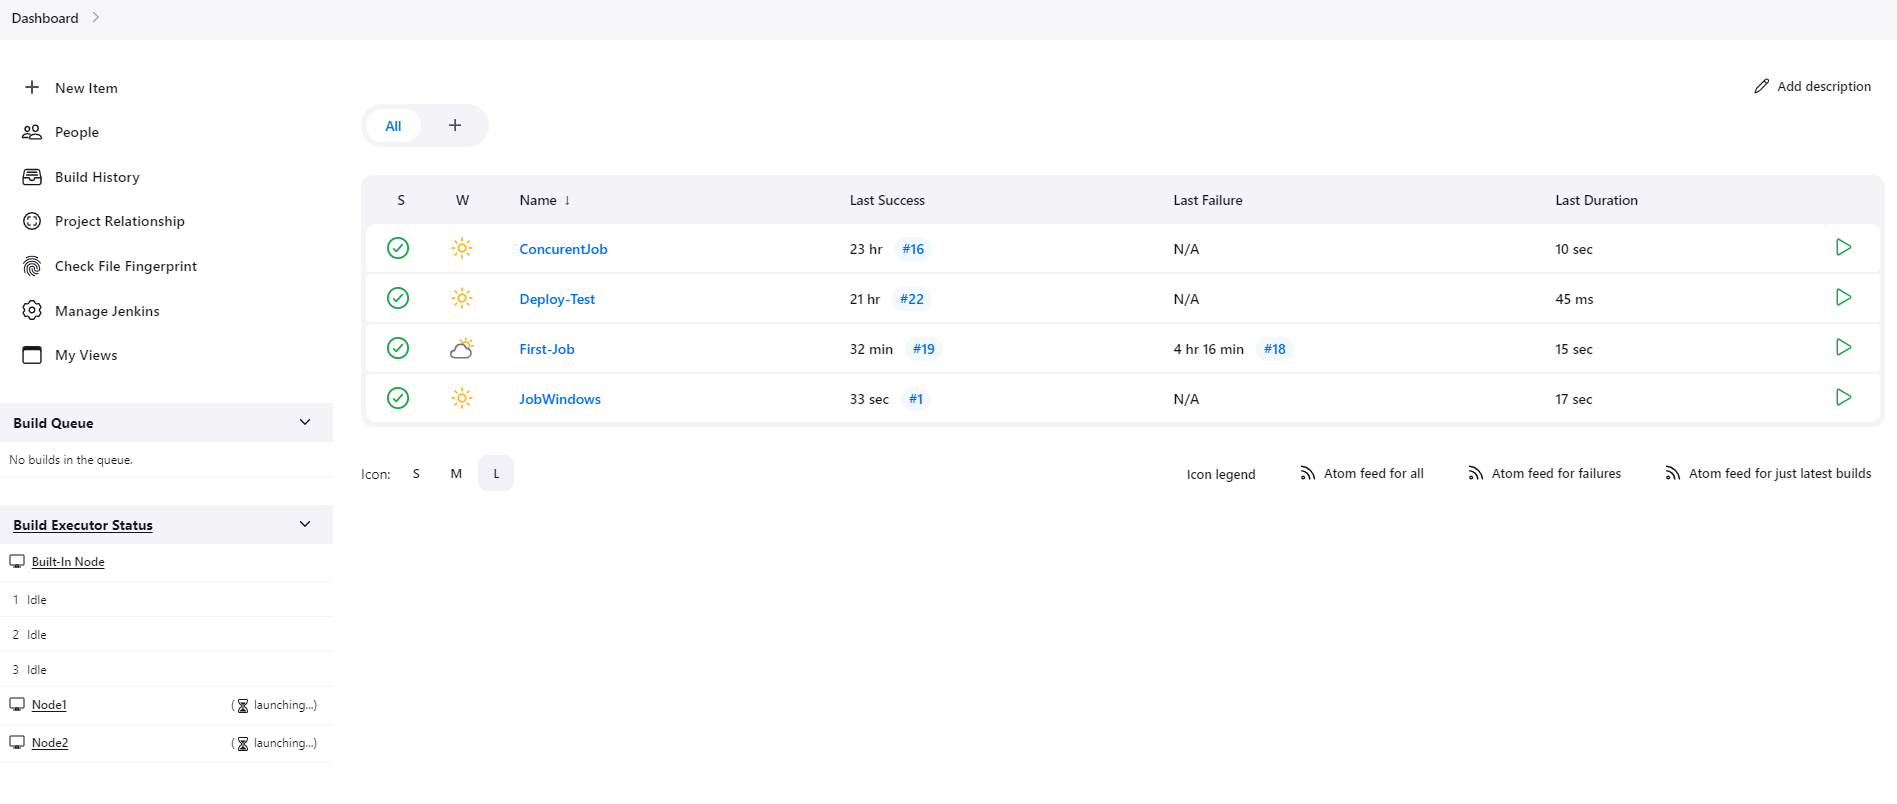 Dashboard
New Item
People
Build History
Project Relationship
Check File Fingerprint
Manage Jenkins
My Views
Build Queue
No builds in the queue.
Build Executor Status
Built-In Node
1 Idle
2 Idle
3 Idle
Node1 ( launching...)
Node2 ( launching...)
Add description
All +
S W Name ↓ Last Success Last Failure Last Duration
ConcurentJob 23 hr #16 N/A 10 sec
Deploy-Test 21 hr #22 N/A 45 ms
First-Job 32 min #19 4 hr 16 min #18 15 sec
JobWindows 33 sec #1 N/A 17 sec
Icon: S M L Icon legend Atom feed for all Atom feed for failures Atom feed for just latest builds